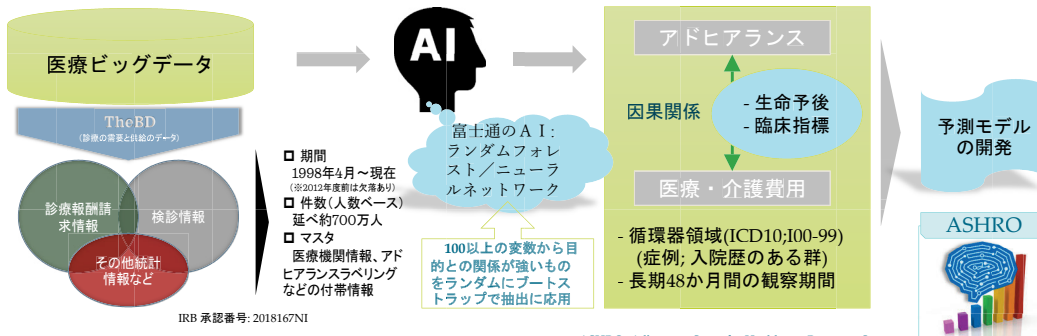 医療ビッグデータ
TheBD
(診療の需要と供給のデータ)
診療報酬請
求情報
検診情報
その他統計
情報など
IRB 承認番号: 2018167NI
期間
1998年4月～現在
(※2012年度前は欠落あり)
件数(人数ベース)
延べ約700万人
マスタ
医療機関情報、アド
ヒアランスラベリング
などの付帯情報
AI
富士通のＡＩ:
ランダムフォレ
スト／ニューラ
ルネットワーク
100以上の変数から目
的との関係が強いもの
をランダムにブートス
トラップで抽出に応用
アドヒアランス
因果関係
- 生命予後
- 臨床指標
医療・介護費用
- 循環器領域(ICD10;I00-99)
(症例; 入院歴のある群)
- 長期48か月間の観察期間
予測モデル
の開発
ASHRO